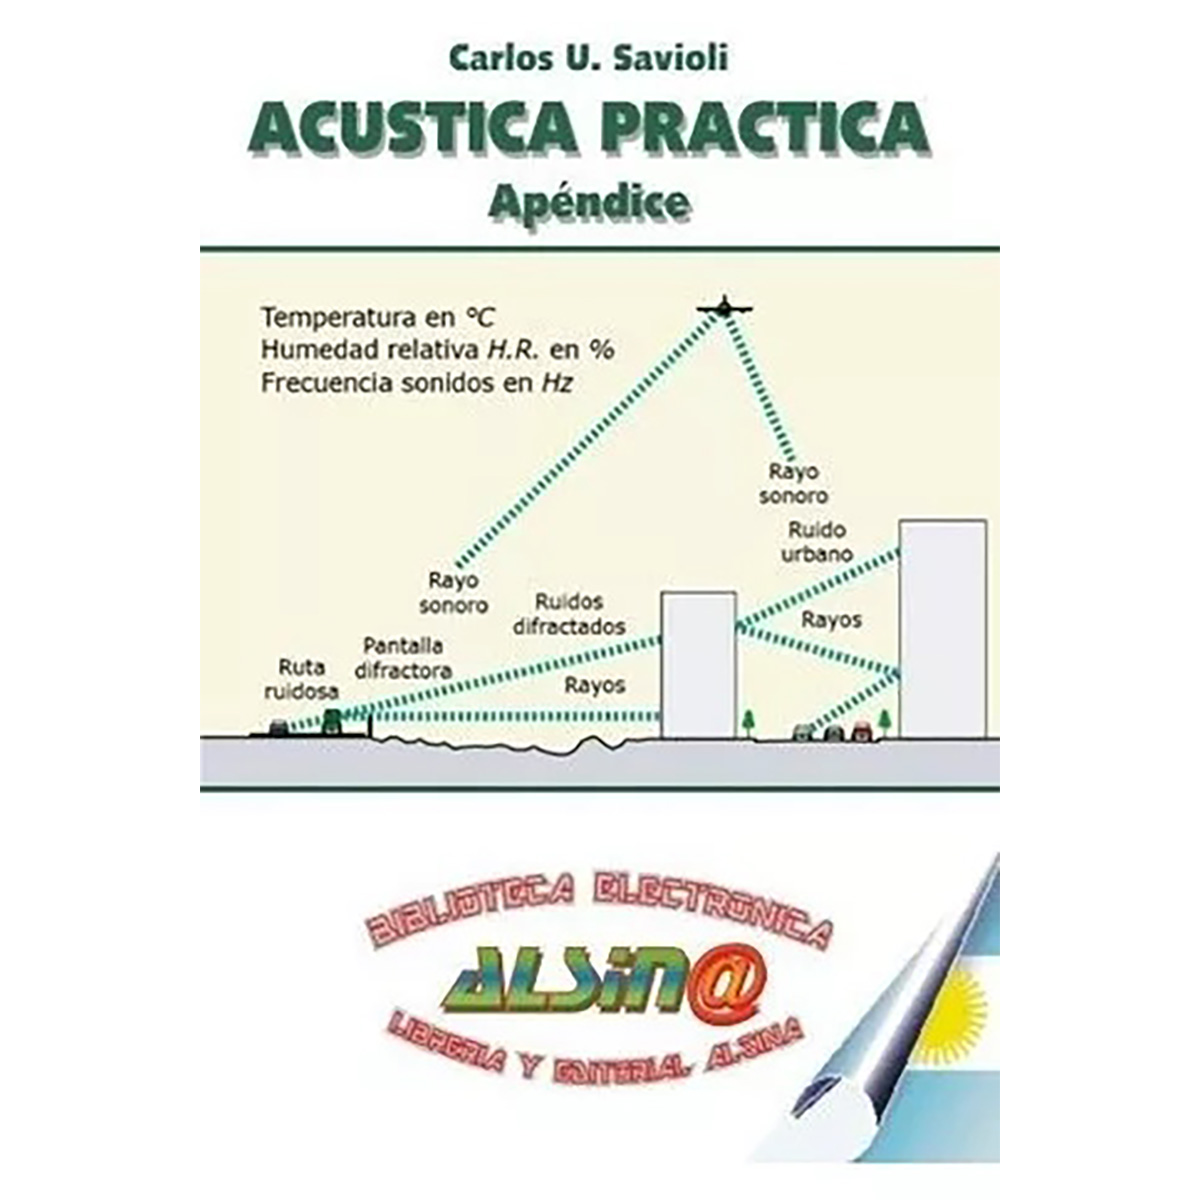 Carlos U. Savioli
ACUSTICA PRACTICA
Apéndice
Temperatura en °C
Humedad relativa H.R. en %
Frecuencia sonidos en Hz
Rayo
sonoro
Ruido
urbano
Rayo
sonoro
Ruidos
difractados
Rayos
Pantalla
difractora
Ruta
ruidosa
Rayos
BIBLIOTECA ELECTRONICA
ALSIN@
LIBRERIA Y EDITORIAL ALSINA